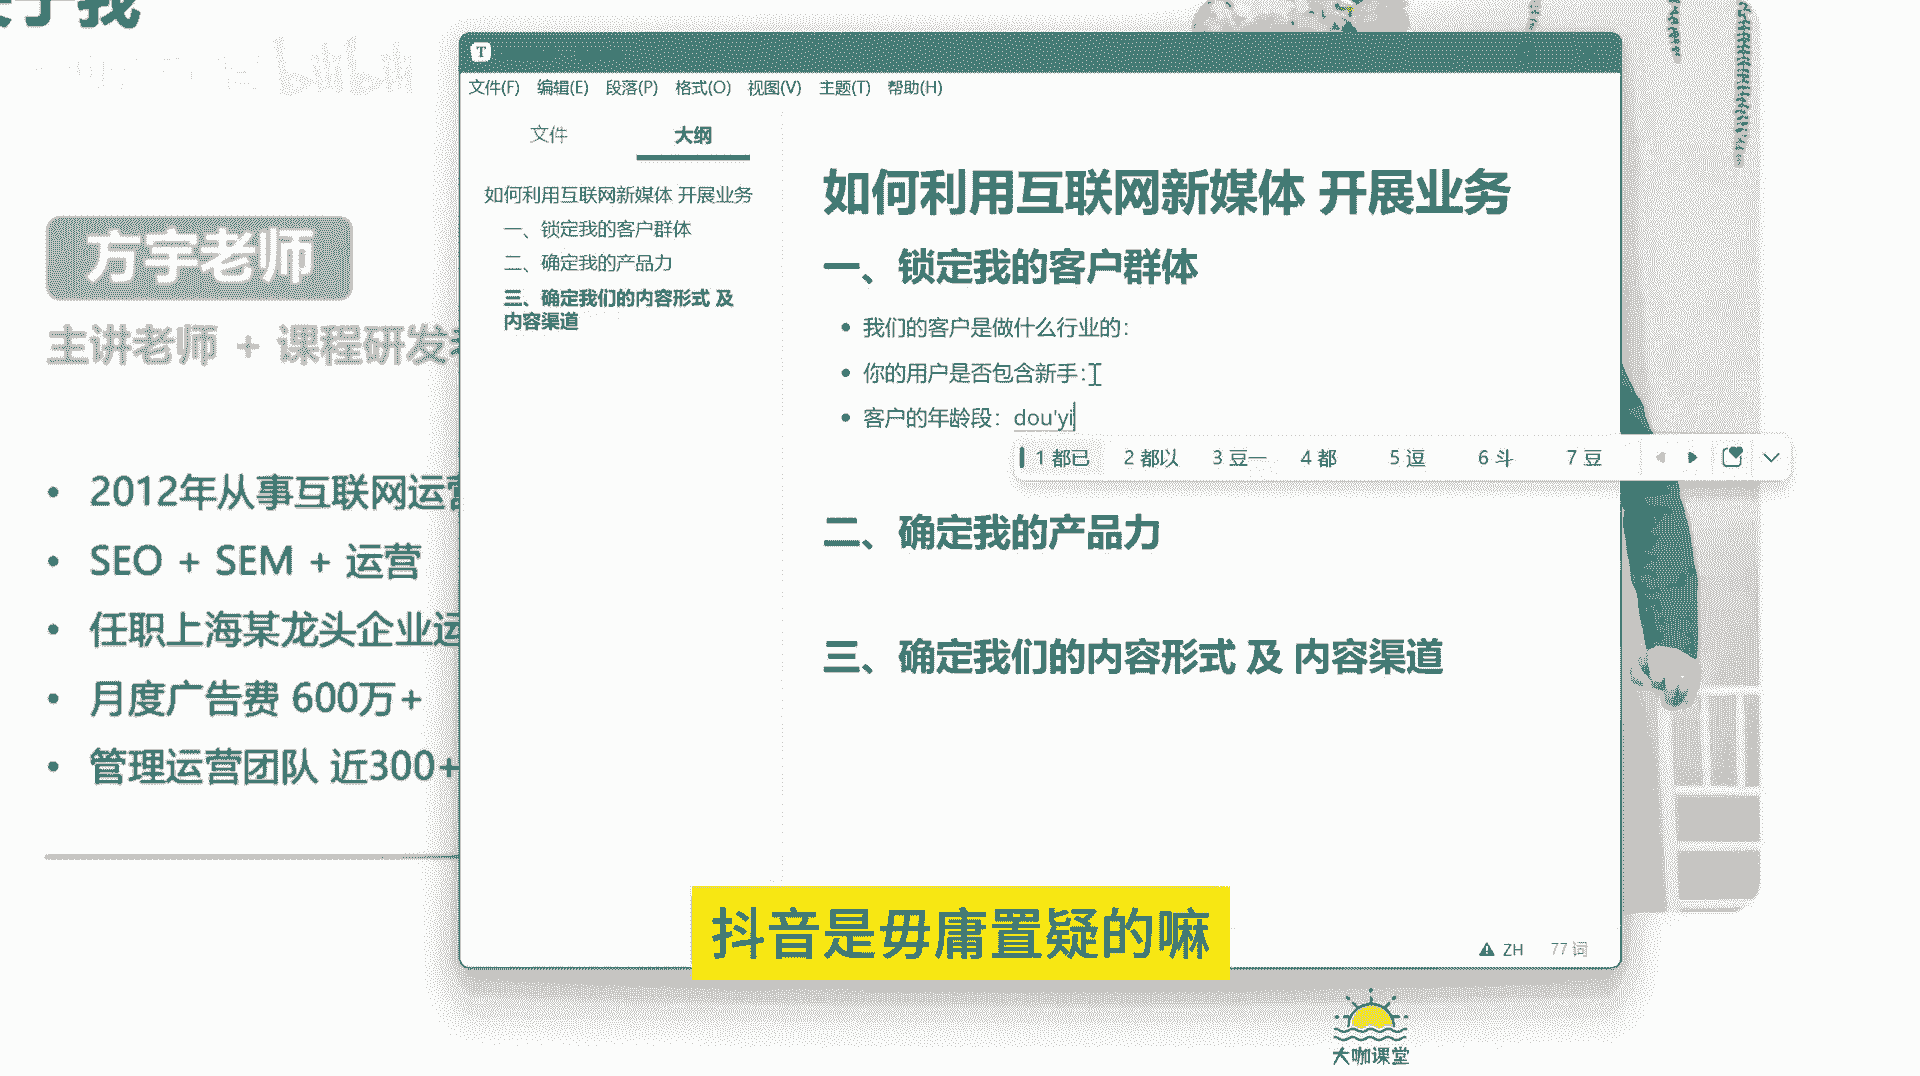 于我
bilibili
方宇老师
主讲老师 + 课程研发
2012年从事互联网运营
SEO + SEM + 运营
任职上海某龙头企业运
月度广告费 600万+
管理运营团队 近300+
T
文件(F) 编辑(E) 段落(P) 格式(O) 视图(V) 主题(T) 帮助(H)
文件 大纲
如何利用互联网新媒体 开展业务
一、锁定我的客户群体
二、确定我的产品力
三、确定我们的内容形式 及
内容渠道
如何利用互联网新媒体 开展业务
一、锁定我的客户群体
我们的客户是做什么行业的:
你的用户是否包含新手:
客户的年龄段：dou'yi
1 都已 2 都以 3 豆一 4 都 5 逗 6 斗 7 豆
二、确定我的产品力
三、确定我们的内容形式 及 内容渠道
抖音是毋庸置疑的嘛
ZH 77 词
大咖课堂